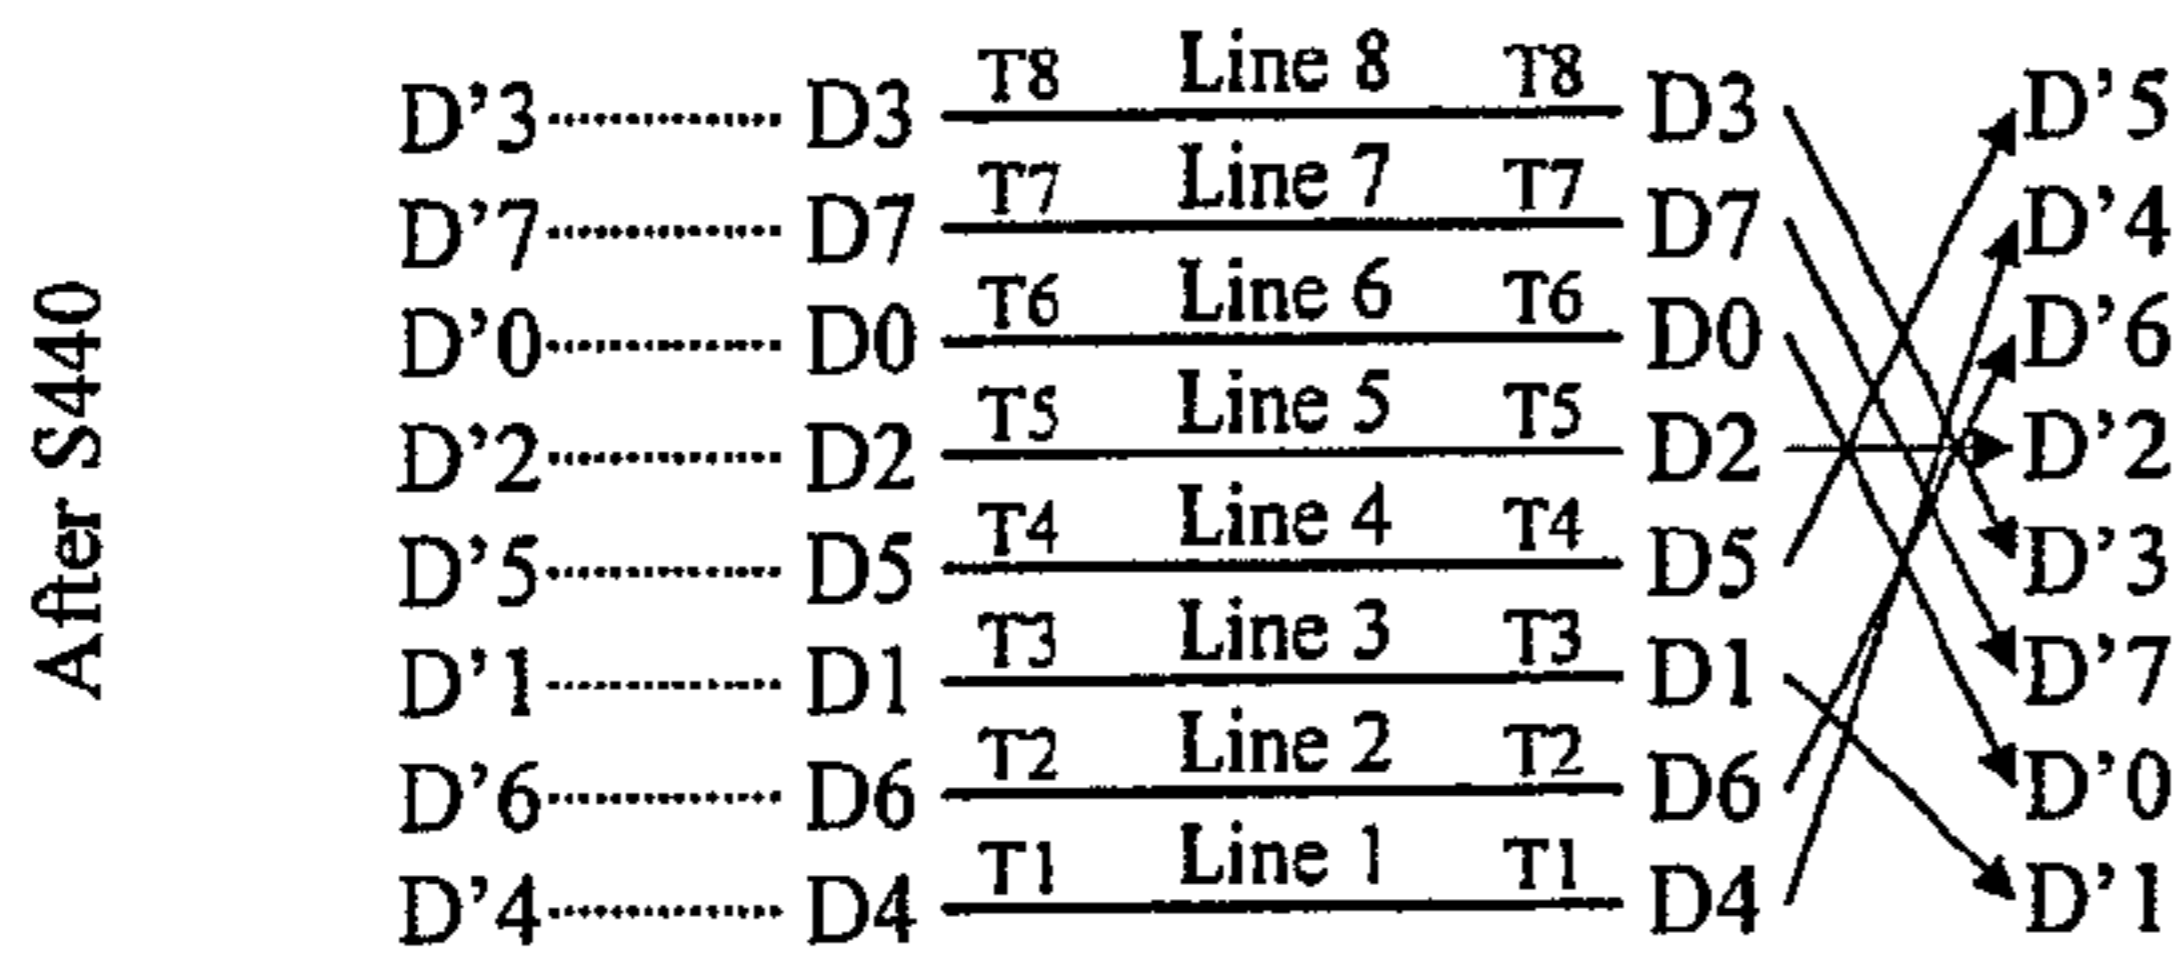 After S440
D'3 D3 T8 Line 8 T8 D3 D'5
D'7 D7 T7 Line 7 T7 D7 D'4
D'0 D0 T6 Line 6 T6 D0 D'6
D'2 D2 T5 Line 5 T5 D2 D'2
D'5 D5 T4 Line 4 T4 D5 D'3
D'1 D1 T3 Line 3 T3 D1 D'7
D'6 D6 T2 Line 2 T2 D6 D'0
D'4 D4 T1 Line 1 T1 D4 D'1